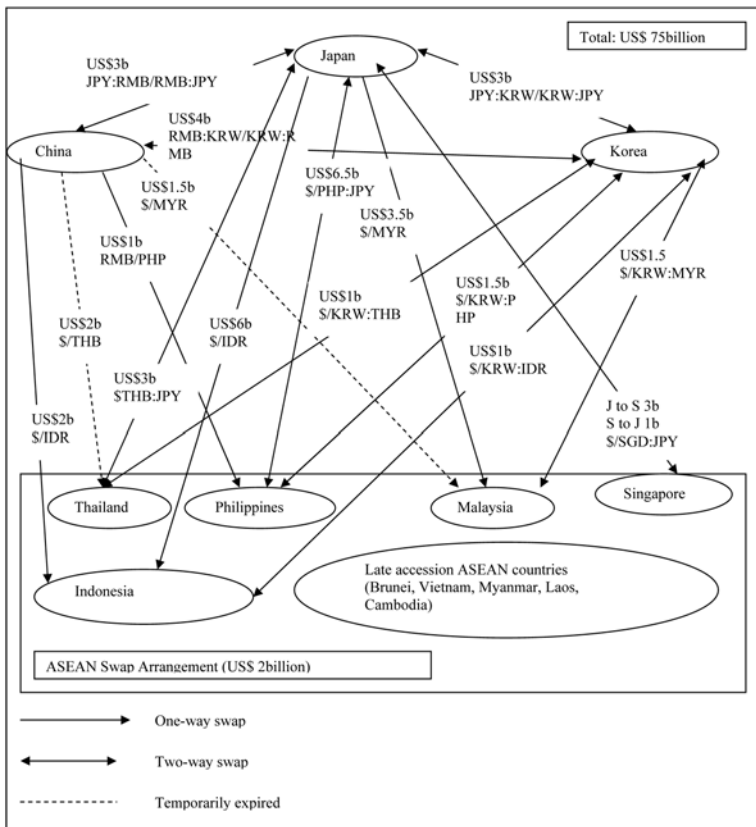 Total: US$ 75billion
Japan
US$3b
JPY:RMB/RMB:JPY
US$3b
JPY:KRW/KRW:JPY
US$4b
RMB:KRW/KRW:R
MB
China
Korea
US$1.5b
$/MYR
US$6.5b
$/PHP:JPY
US$3.5b
$/MYR
US$1b
RMB/PHP
US$1.5
$/KRW:MYR
US$1b
$/KRW:THB
US$1.5b
$/KRW:P
HP
US$2b
$/THB
US$6b
$/IDR
US$1b
$/KRW:IDR
US$3b
$THB:JPY
US$2b
$/IDR
J to S 3b
S to J 1b
$/SGD:JPY
Thailand
Philippines
Malaysia
Singapore
Indonesia
Late accession ASEAN countries
(Brunei, Vietnam, Myanmar, Laos,
Cambodia)
ASEAN Swap Arrangement (US$ 2billion)
One-way swap
Two-way swap
Temporarily expired